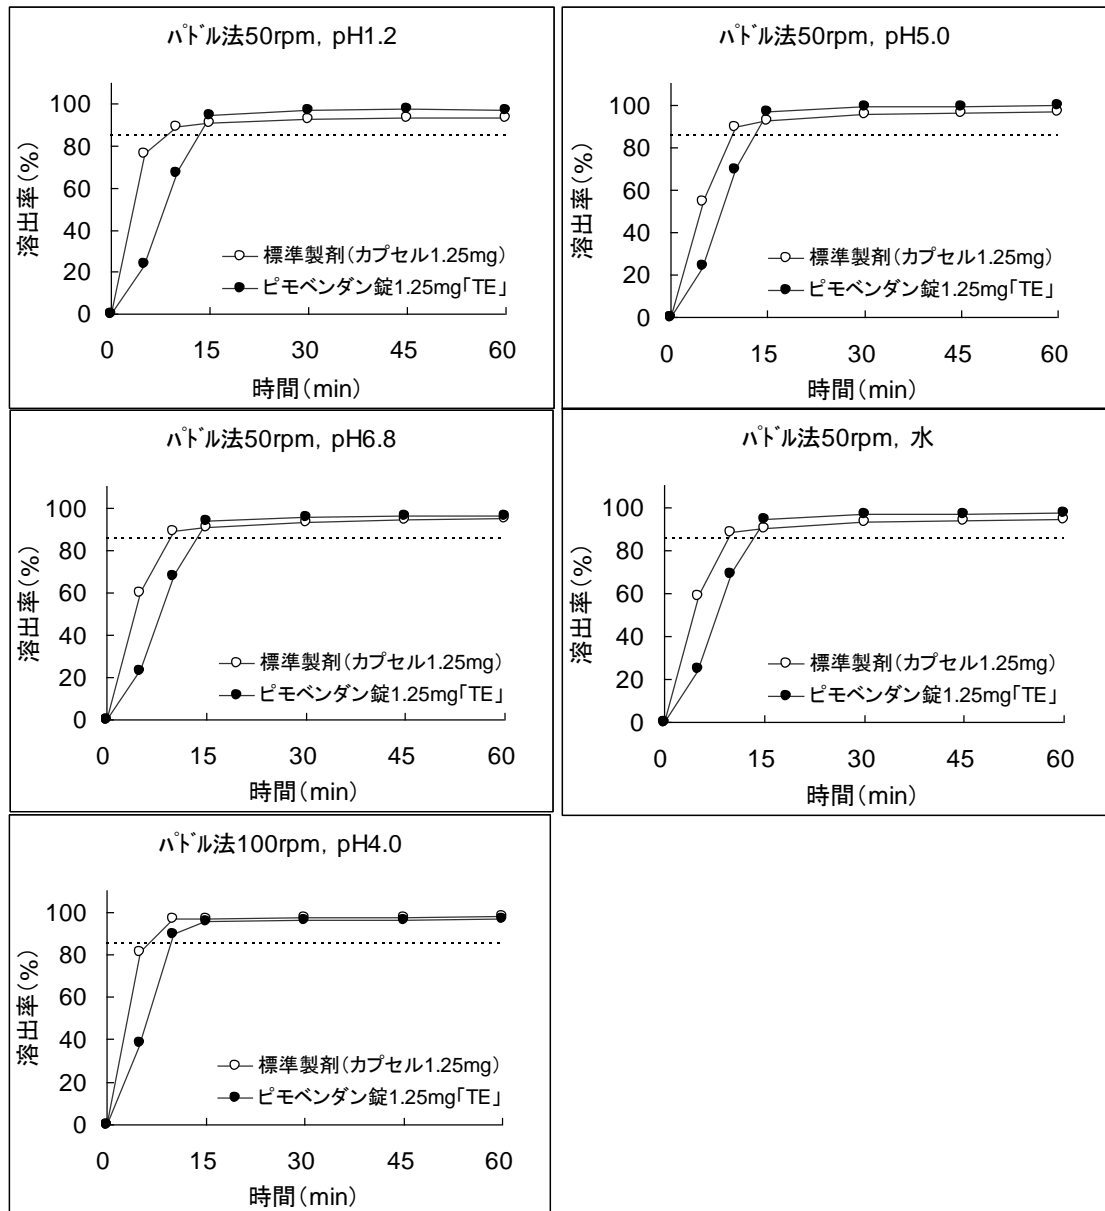 ﾊﾟﾄﾞﾙ法50rpm, pH1.2
溶出率(%)
100
80
60
40
20
0
標準製剤(カプセル1.25mg)
ピモベンダン錠1.25mg「TE」
0 15 30 45 60
時間(min)
ﾊﾟﾄﾞﾙ法50rpm, pH5.0
溶出率(%)
100
80
60
40
20
0
標準製剤(カプセル1.25mg)
ピモベンダン錠1.25mg「TE」
0 15 30 45 60
時間(min)
ﾊﾟﾄﾞﾙ法50rpm, pH6.8
溶出率(%)
100
80
60
40
20
0
標準製剤(カプセル1.25mg)
ピモベンダン錠1.25mg「TE」
0 15 30 45 60
時間(min)
ﾊﾟﾄﾞﾙ法50rpm, 水
溶出率(%)
100
80
60
40
20
0
標準製剤(カプセル1.25mg)
ピモベンダン錠1.25mg「TE」
0 15 30 45 60
時間(min)
ﾊﾟﾄﾞﾙ法100rpm, pH4.0
溶出率(%)
100
80
60
40
20
0
標準製剤(カプセル1.25mg)
ピモベンダン錠1.25mg「TE」
0 15 30 45 60
時間(min)